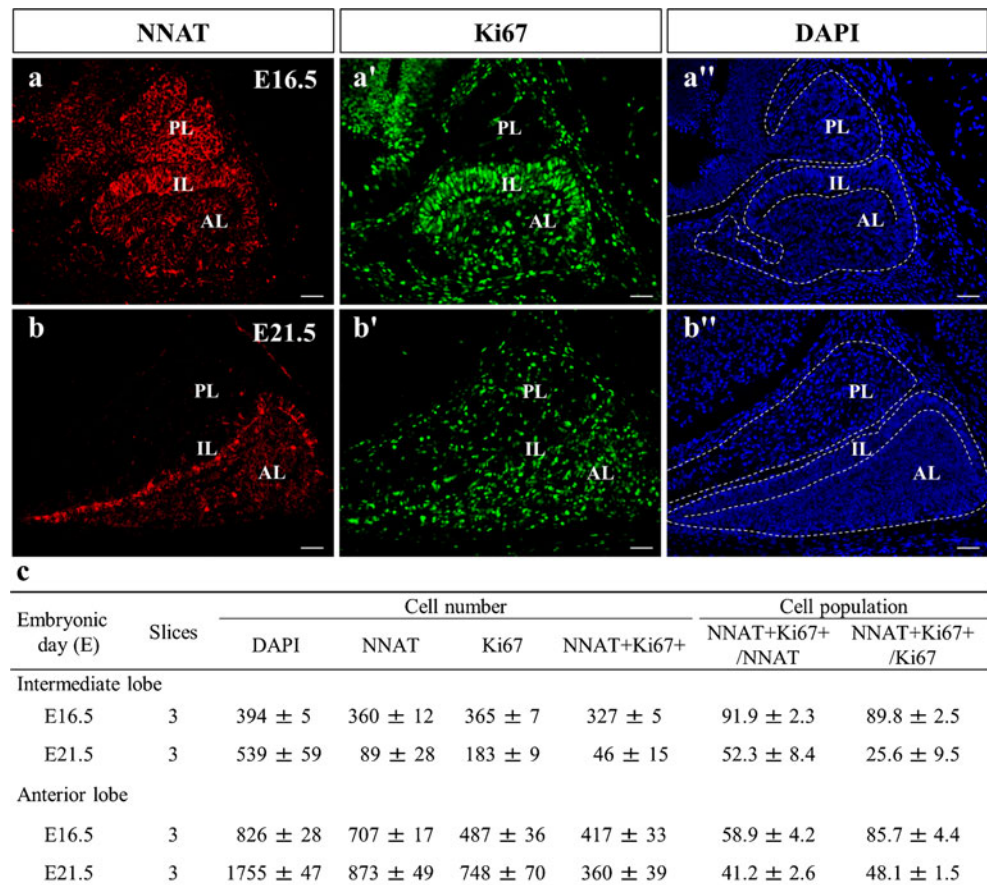 NNAT Ki67 DAPI
a E16.5 PL IL AL
a' PL IL AL
a'' PL IL AL
b E21.5 PL IL AL
b' PL IL AL
b'' PL IL AL
c
Embryonic day (E) Slices Cell number Cell population
DAPI NNAT Ki67 NNAT+Ki67+ NNAT+Ki67+ /NNAT NNAT+Ki67+ /Ki67
Intermediate lobe
E16.5 3 394 ± 5 360 ± 12 365 ± 7 327 ± 5 91.9 ± 2.3 89.8 ± 2.5
E21.5 3 539 ± 59 89 ± 28 183 ± 9 46 ± 15 52.3 ± 8.4 25.6 ± 9.5
Anterior lobe
E16.5 3 826 ± 28 707 ± 17 487 ± 36 417 ± 33 58.9 ± 4.2 85.7 ± 4.4
E21.5 3 1755 ± 47 873 ± 49 748 ± 70 360 ± 39 41.2 ± 2.6 48.1 ± 1.5